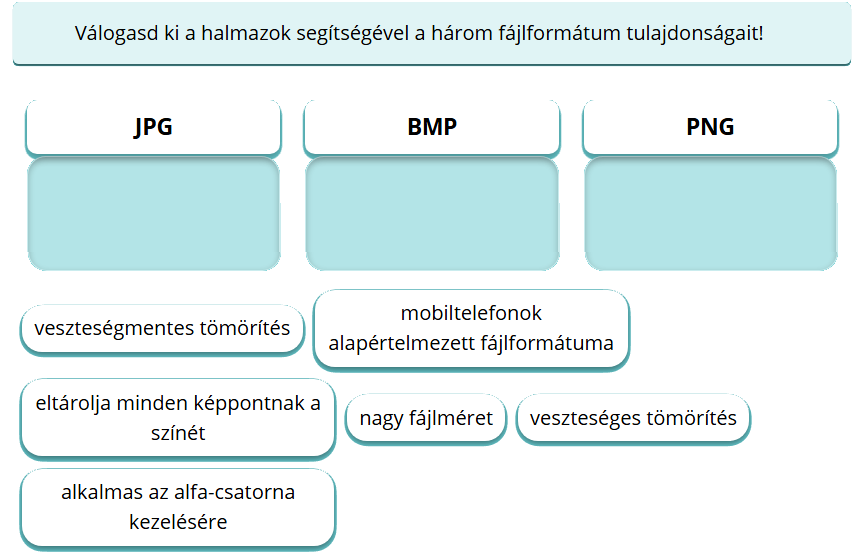 Válogasd ki a halmazok segítségével a három fájlformátum tulajdonságait!
JPG
BMP
PNG
veszteségmentes tömörítés
mobiltelefonok
alapértelmezett fájlformátuma
eltárolja minden képpontnak a
színét
nagy fájlméret
veszteséges tömörítés
alkalmas az alfa-csatorna
kezelésére